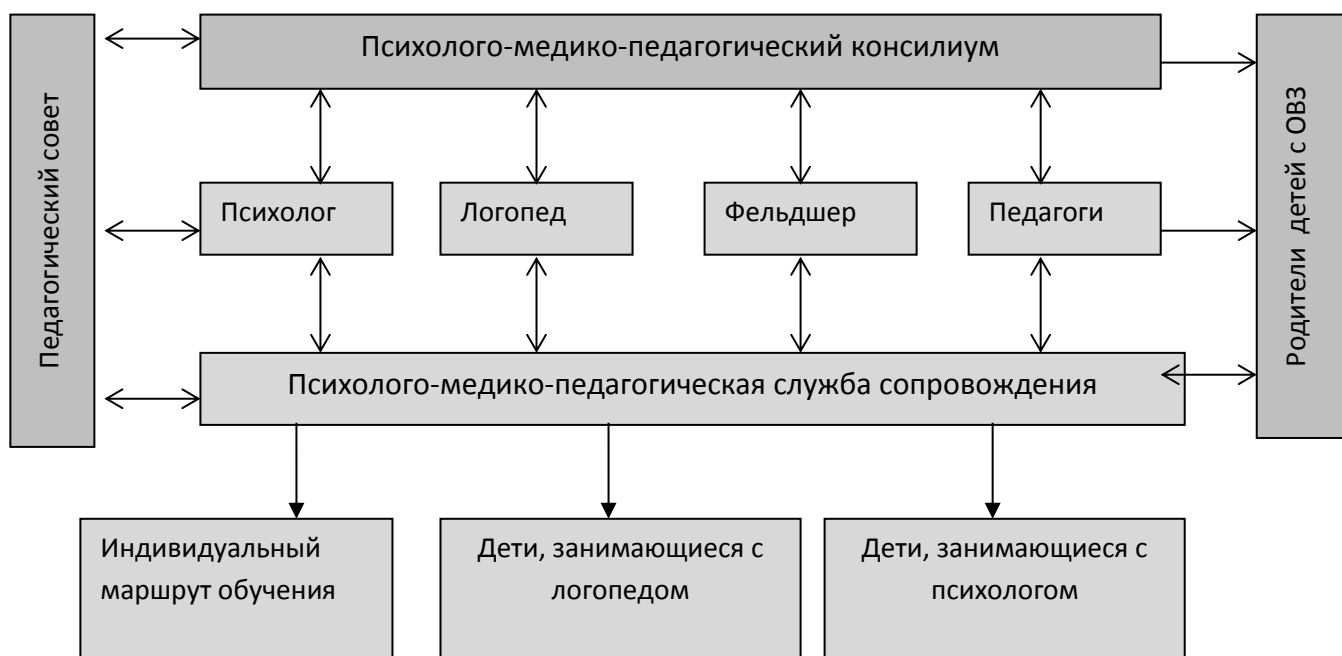 Психолого-медико-педагогический консилиум
Педагогический совет
Родители детей с ОВЗ
Психолог
Логопед
Фельдшер
Педагоги
Психолого-медико-педагогическая служба сопровождения
Индивидуальный
маршрут обучения
Дети, занимающиеся с
логопедом
Дети, занимающиеся с
психологом